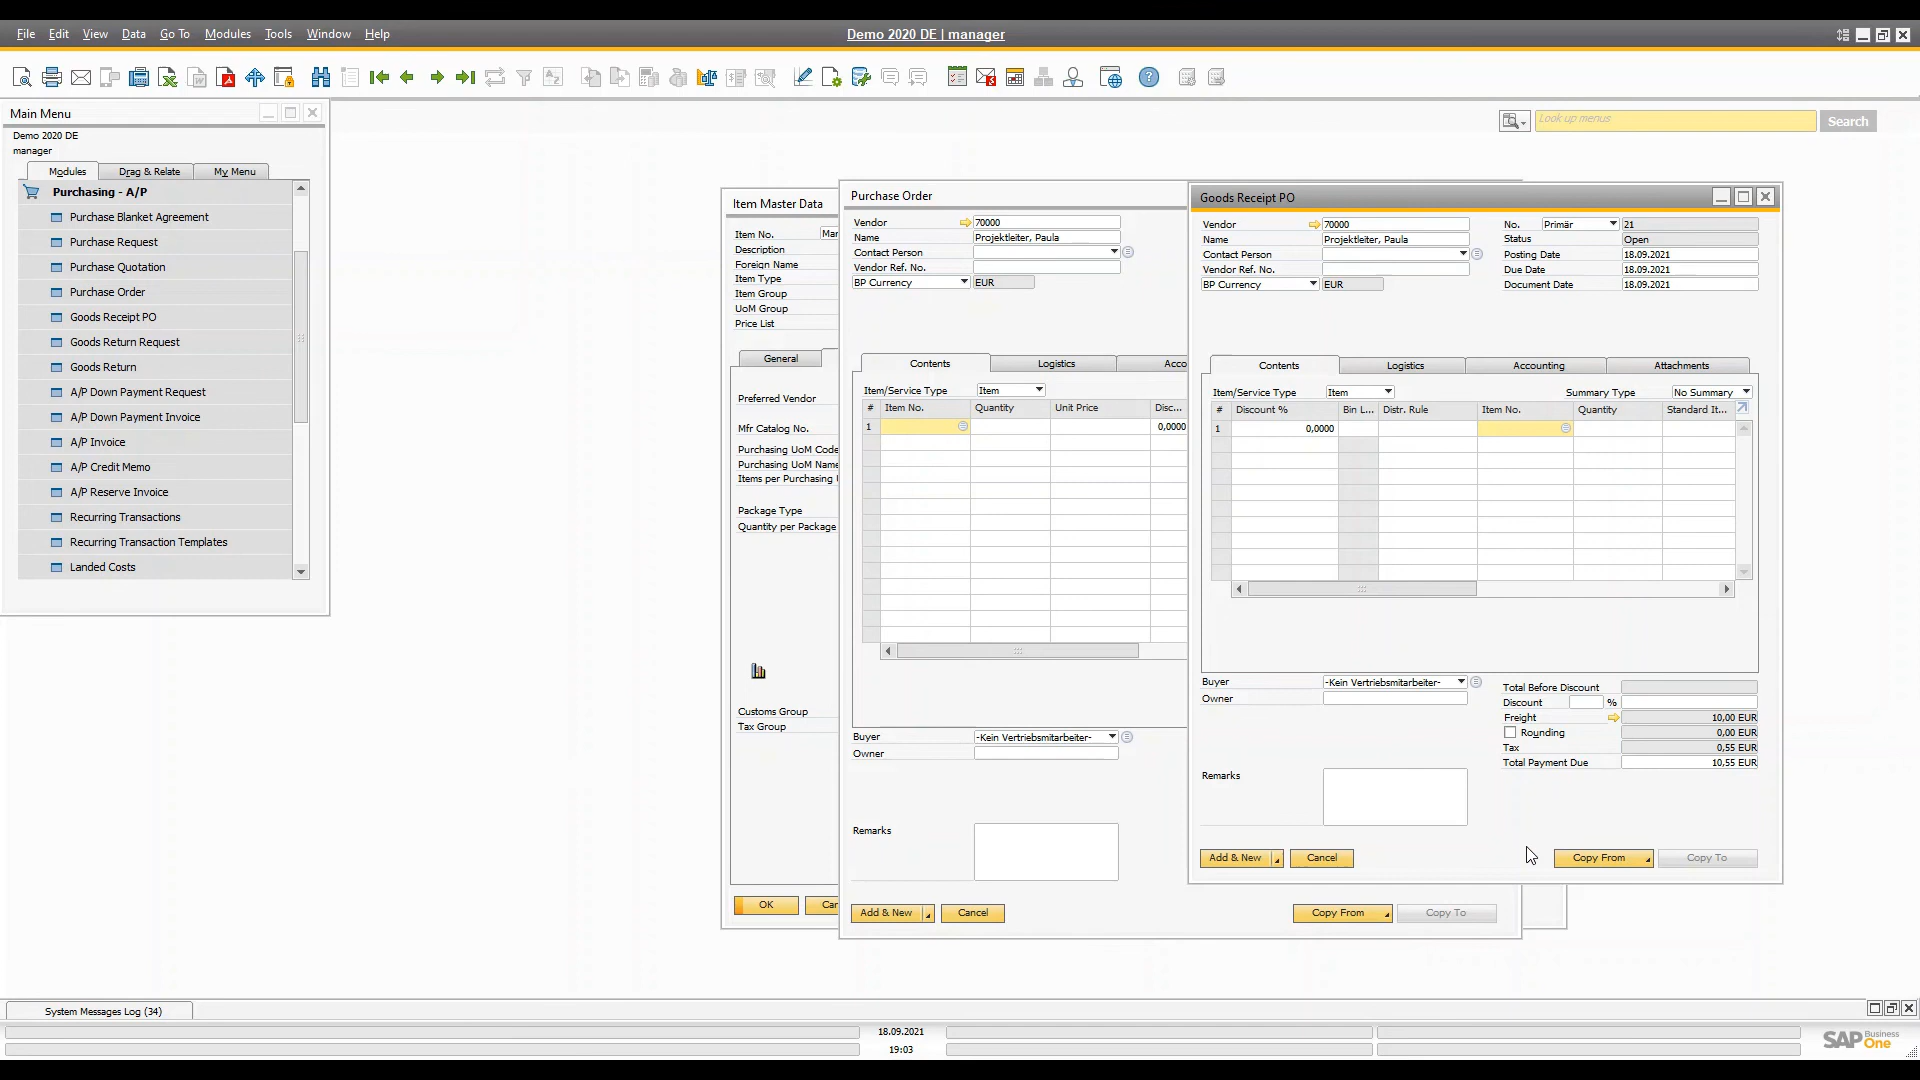 File Edit View Data Go To Modules Tools Window Help
Demo 2020 DE | manager
Look up menus
Search
Main Menu
Demo 2020 DE
manager
Modules Drag & Relate My Menu
Purchasing - A/P
Purchase Blanket Agreement
Purchase Request
Purchase Quotation
Purchase Order
Goods Receipt PO
Goods Return Request
Goods Return
A/P Down Payment Request
A/P Down Payment Invoice
A/P Invoice
A/P Credit Memo
A/P Reserve Invoice
Recurring Transactions
Recurring Transaction Templates
Landed Costs
Item Master Data
Item No. Mar
Description
Foreign Name
Item Type
Item Group
UoM Group
Price List
General
Preferred Vendor
Mfr Catalog No.
Purchasing UoM Code
Purchasing UoM Name
Items per Purchasing
Package Type
Quantity per Package
Customs Group
Tax Group
OK
Can
Purchase Order
Vendor 70000
Name Projektleiter, Paula
Contact Person
Vendor Ref. No.
BP Currency EUR
Contents Logistics Acco
Item/Service Type Item
# Item No. Quantity Unit Price Disc...
1 0,0000
Buyer -Kein Vertriebsmitarbeiter-
Owner
Remarks
Add & New Cancel Copy From Copy To
Goods Receipt PO
Vendor 70000
Name Projektleiter, Paula
Contact Person
Vendor Ref. No.
BP Currency EUR
No. Primär 21
Status Open
Posting Date 18.09.2021
Due Date 18.09.2021
Document Date 18.09.2021
Contents Logistics Accounting Attachments
Item/Service Type Item Summary Type No Summary
# Discount % Bin L... Distr. Rule Item No. Quantity Standard It...
1 0,0000
Buyer -Kein Vertriebsmitarbeiter-
Owner
Total Before Discount
Discount %
Freight 10,00 EUR
Rounding 0,00 EUR
Tax 0,55 EUR
Total Payment Due 10,55 EUR
Remarks
Add & New Cancel Copy From Copy To
System Messages Log (34)
18.09.2021
19:03
SAP Business One